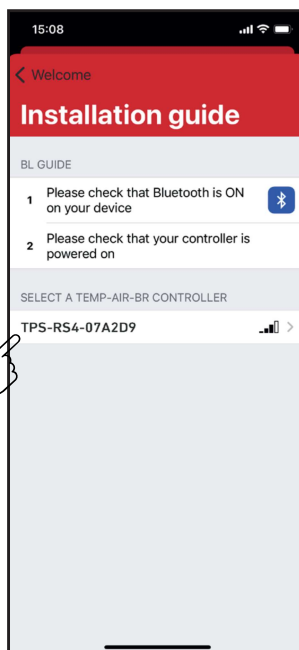 15:08
Welcome
Installation guide
BL GUIDE
1 Please check that Bluetooth is ON
on your device
2 Please check that your controller is
powered on
SELECT A TEMP-AIR-BR CONTROLLER
TPS-RS4-07A2D9